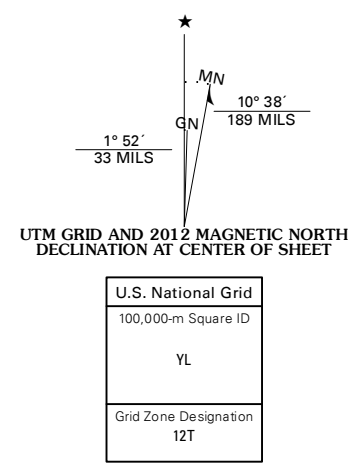 ★
MN
GN
10° 38´
189 MILS
1° 52´
33 MILS
UTM GRID AND 2012 MAGNETIC NORTH
DECLINATION AT CENTER OF SHEET
U.S. National Grid
100,000-m Square ID
YL
Grid Zone Designation
12T